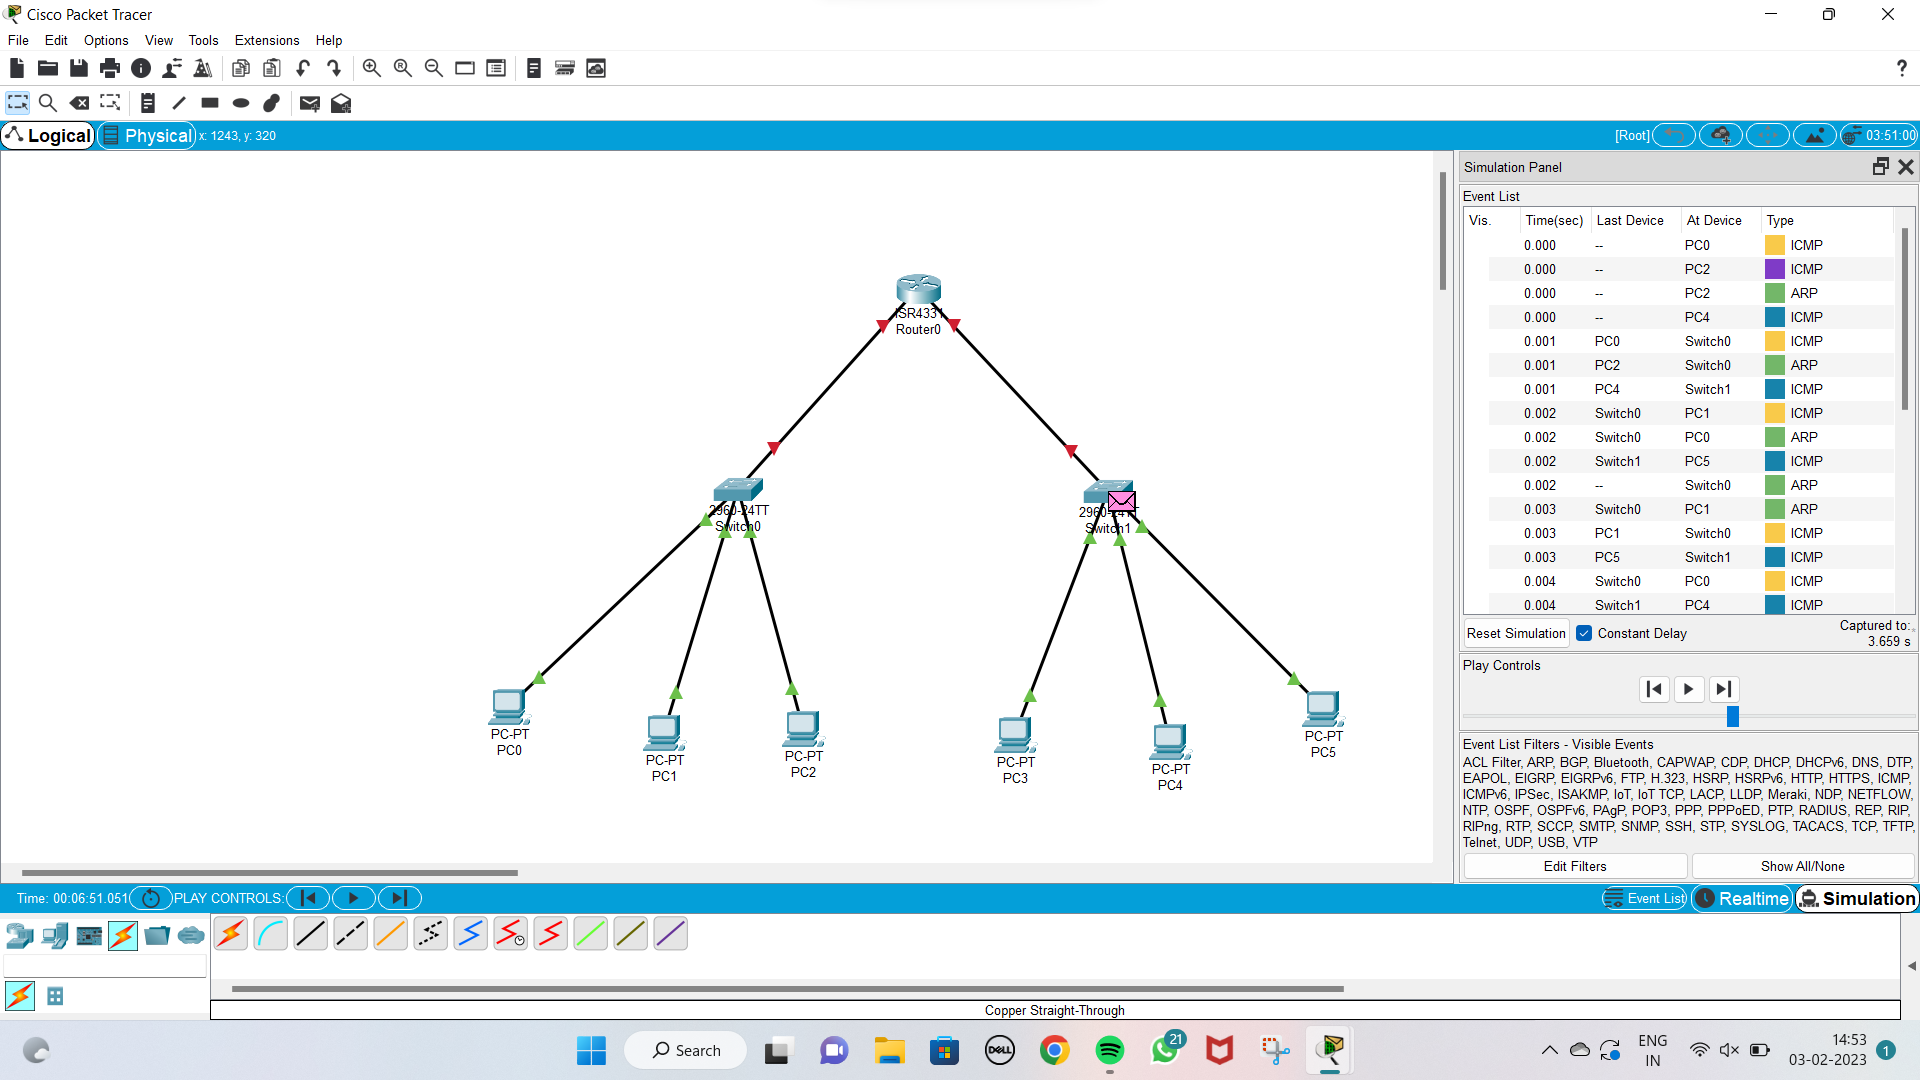 Cisco Packet Tracer
File Edit Options View Tools Extensions Help
?
Logical Physical x: 1243, y: 320 [Root] 03:51:00
Simulation Panel
Event List
Vis. Time(sec) Last Device At Device Type
0.000 -- PC0 ICMP
0.000 -- PC2 ICMP
0.000 -- PC2 ARP
0.000 -- PC4 ICMP
0.001 PC0 Switch0 ICMP
0.001 PC2 Switch0 ARP
0.001 PC4 Switch1 ICMP
0.002 Switch0 PC1 ICMP
0.002 Switch0 PC0 ARP
0.002 Switch1 PC5 ICMP
0.002 -- Switch0 ARP
0.003 Switch0 PC1 ARP
0.003 PC1 Switch0 ICMP
0.003 PC5 Switch1 ICMP
0.004 Switch0 PC0 ICMP
0.004 Switch1 PC4 ICMP
Reset Simulation Constant Delay Captured to:
3.659 s
Play Controls
Event List Filters - Visible Events
ACL Filter, ARP, BGP, Bluetooth, CAPWAP, CDP, DHCP, DHCPv6, DNS, DTP,
EAPOL, EIGRP, EIGRPv6, FTP, H.323, HSRP, HSRPv6, HTTP, HTTPS, ICMP,
ICMPv6, IPSec, ISAKMP, IoT, IoT TCP, LACP, LLDP, Meraki, NDP, NETFLOW,
NTP, OSPF, OSPFv6, PAgP, POP3, PPP, PPPoED, PTP, RADIUS, REP, RIP,
RIPng, RTP, SCCP, SMTP, SNMP, SSH, STP, SYSLOG, TACACS, TCP, TFTP,
Telnet, UDP, USB, VTP
Edit Filters Show All/None
ISR4331
Router0
2960-24TT
Switch0
2960-24TT
Switch1
PC-PT
PC0
PC-PT
PC1
PC-PT
PC2
PC-PT
PC3
PC-PT
PC4
PC-PT
PC5
Time: 00:06:51.051 PLAY CONTROLS: Event List Realtime Simulation
Copper Straight-Through
Search
DELL
21
ENG
IN
14:53
03-02-2023
1